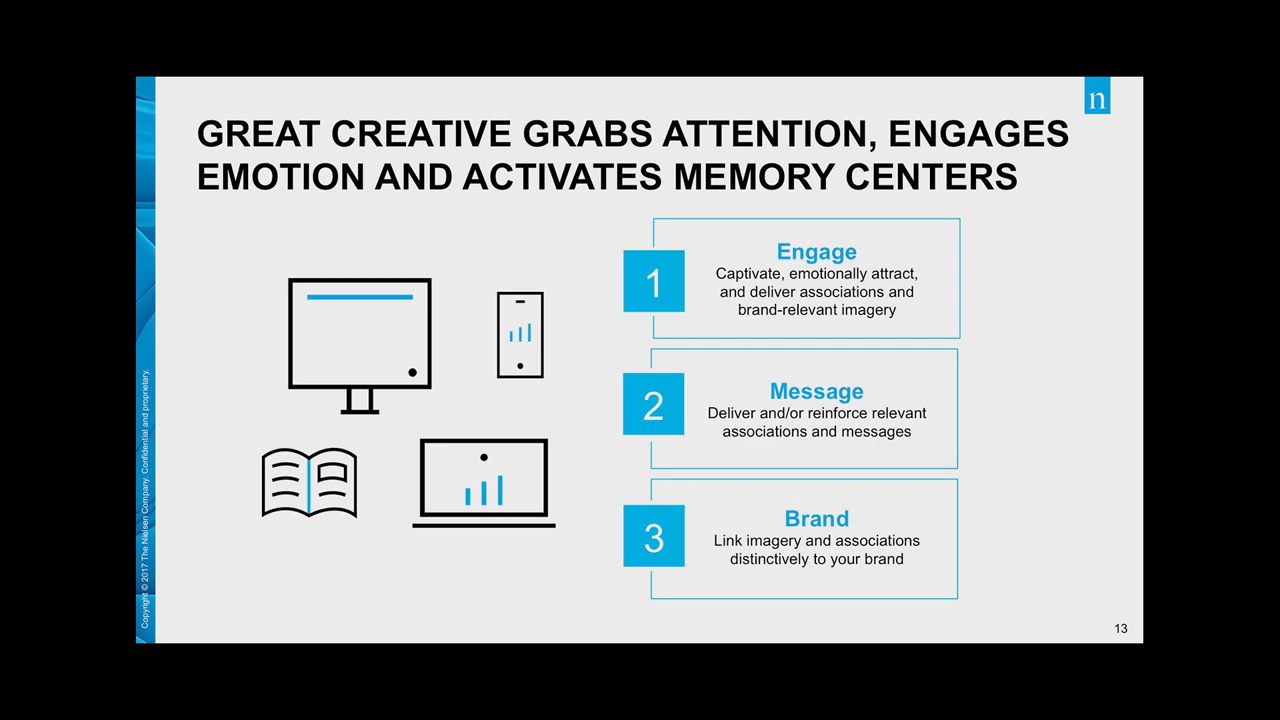 n
GREAT CREATIVE GRABS ATTENTION, ENGAGES
EMOTION AND ACTIVATES MEMORY CENTERS
1
Engage
Captivate, emotionally attract,
and deliver associations and
brand-relevant imagery
2
Message
Deliver and/or reinforce relevant
associations and messages
3
Brand
Link imagery and associations
distinctively to your brand
Copyright © 2017 The Nielsen Company. Confidential and proprietary.
13